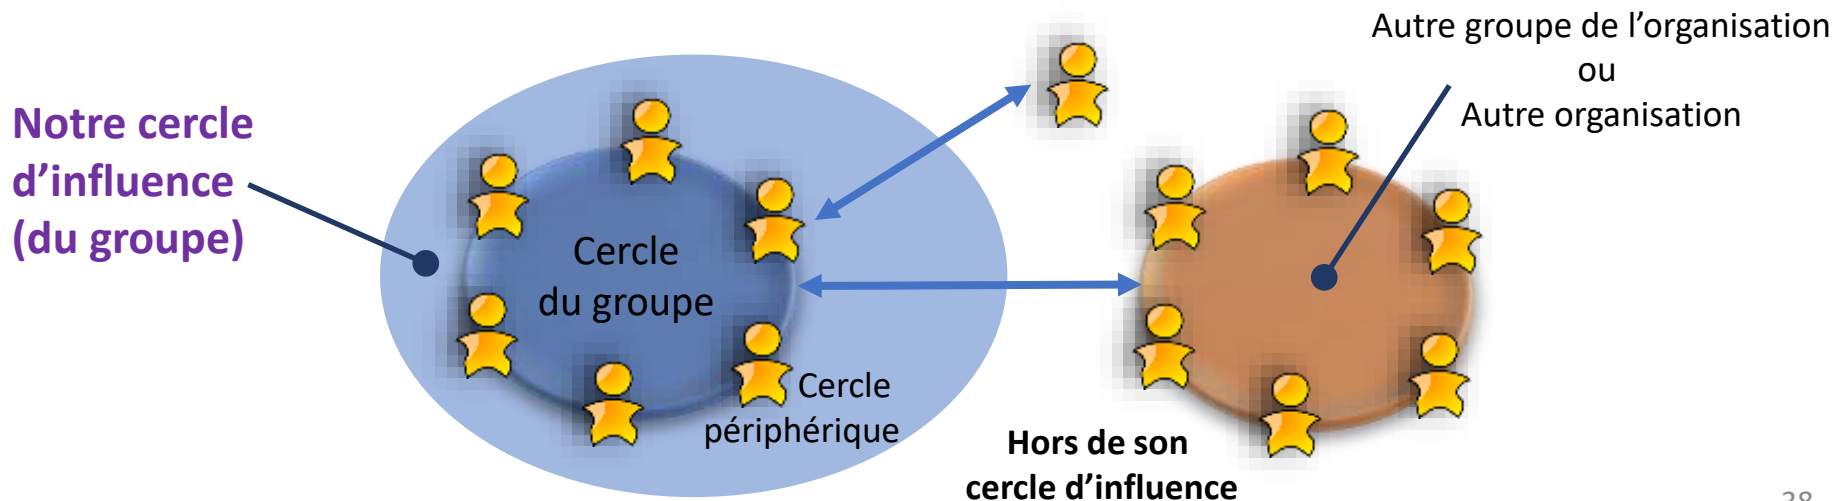 Notre cercle
d’influence
(du groupe)
Cercle
du groupe
Cercle
périphérique
Hors de son
cercle d’influence
Autre groupe de l’organisation
ou
Autre organisation
38